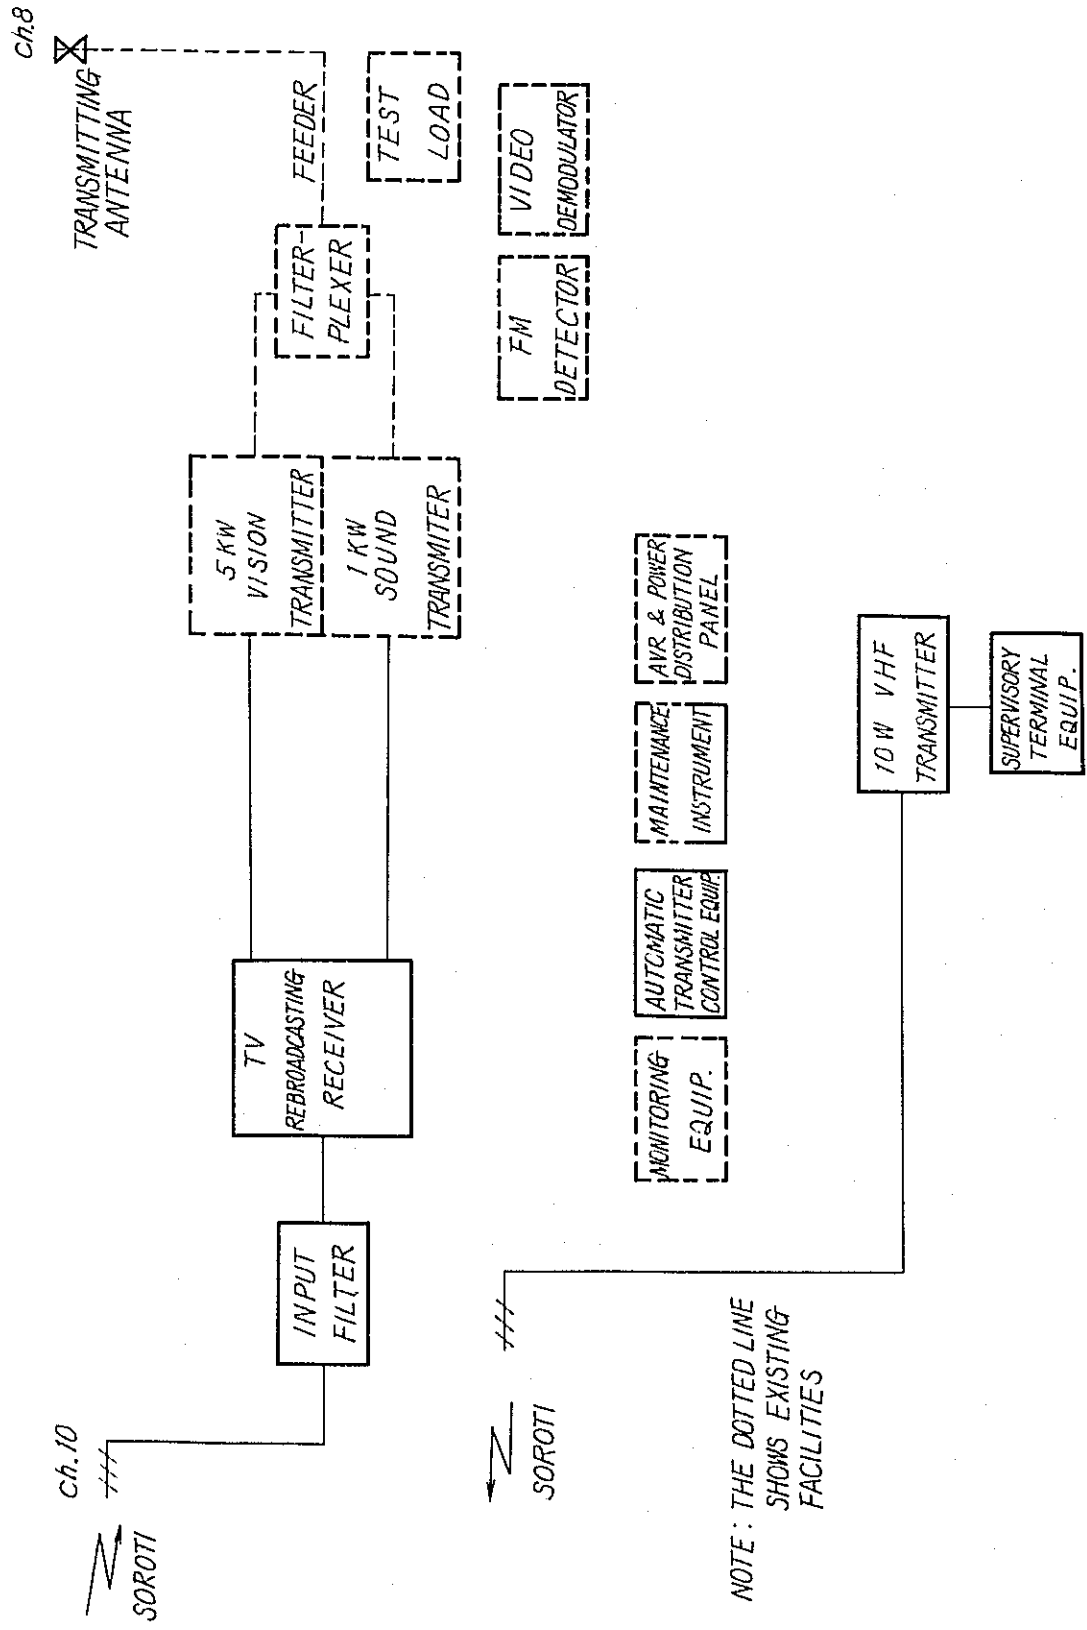 ch.10
SOROTI
INPUT
FILTER
TV
REBROADCASTING
RECEIVER
5 KW
VISION
TRANSMITTER
1 KW
SOUND
TRANSMITER
FILTER-
PLEXER
FEEDER
TRANSMITTING
ANTENNA
ch.8
TEST
LOAD
FM
DETECTOR
VIDEO
DEMODULATOR
MONITORING
EQUIP.
AUTOMATIC
TRANSMITTER
CONTROL EQUIP.
MAINTENANCE
INSTRUMENT
AVR & POWER
DISTRIBUTION
PANEL
SOROTI
10W VHF
TRANSMITTER
SUPERVISORY
TERMINAL
EQUIP.
NOTE : THE DOTTED LINE
SHOWS EXISTING
FACILITIES